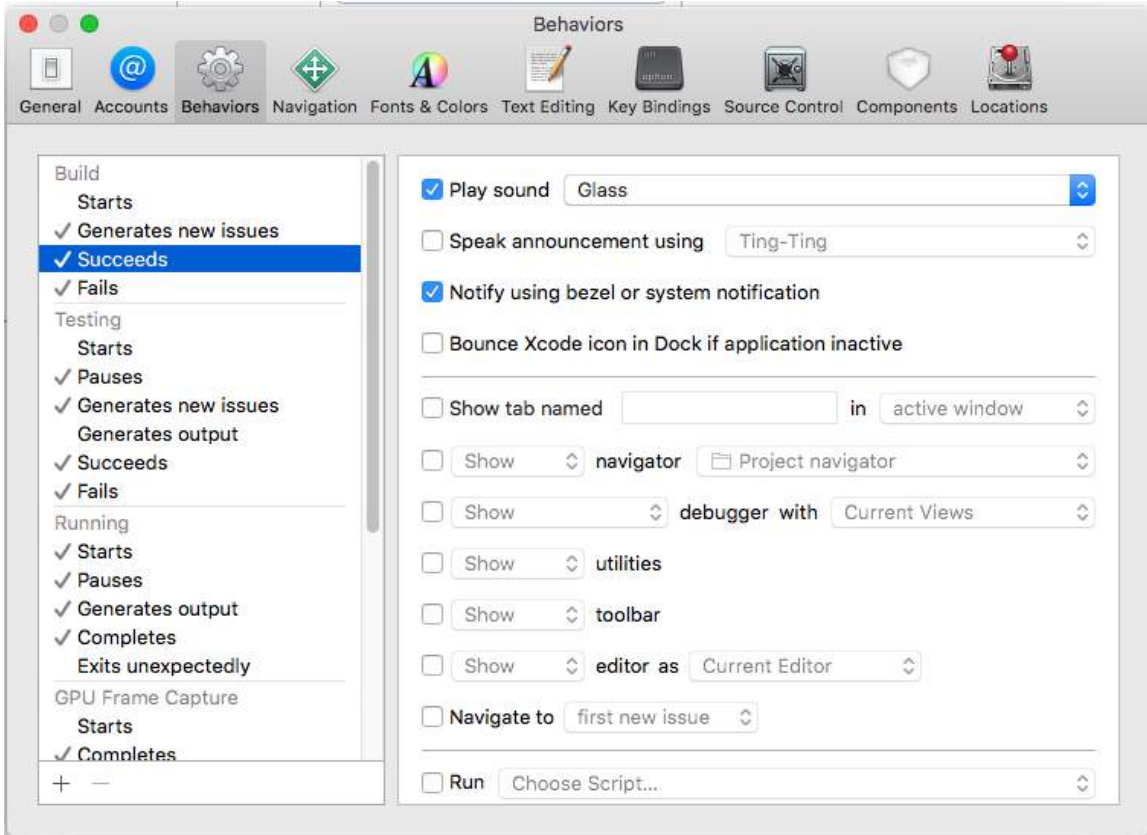 Behaviors
General Accounts Behaviors Navigation Fonts & Colors Text Editing Key Bindings Source Control Components Locations
Build
Starts
Generates new issues
Succeeds
Fails
Testing
Starts
Pauses
Generates new issues
Generates output
Succeeds
Fails
Running
Starts
Pauses
Generates output
Completes
Exits unexpectedly
GPU Frame Capture
Starts
Completes
Play sound Glass
Speak announcement using Ting-Ting
Notify using bezel or system notification
Bounce Xcode icon in Dock if application inactive
Show tab named in active window
Show navigator Project navigator
Show debugger with Current Views
Show utilities
Show toolbar
Show editor as Current Editor
Navigate to first new issue
Run Choose Script...